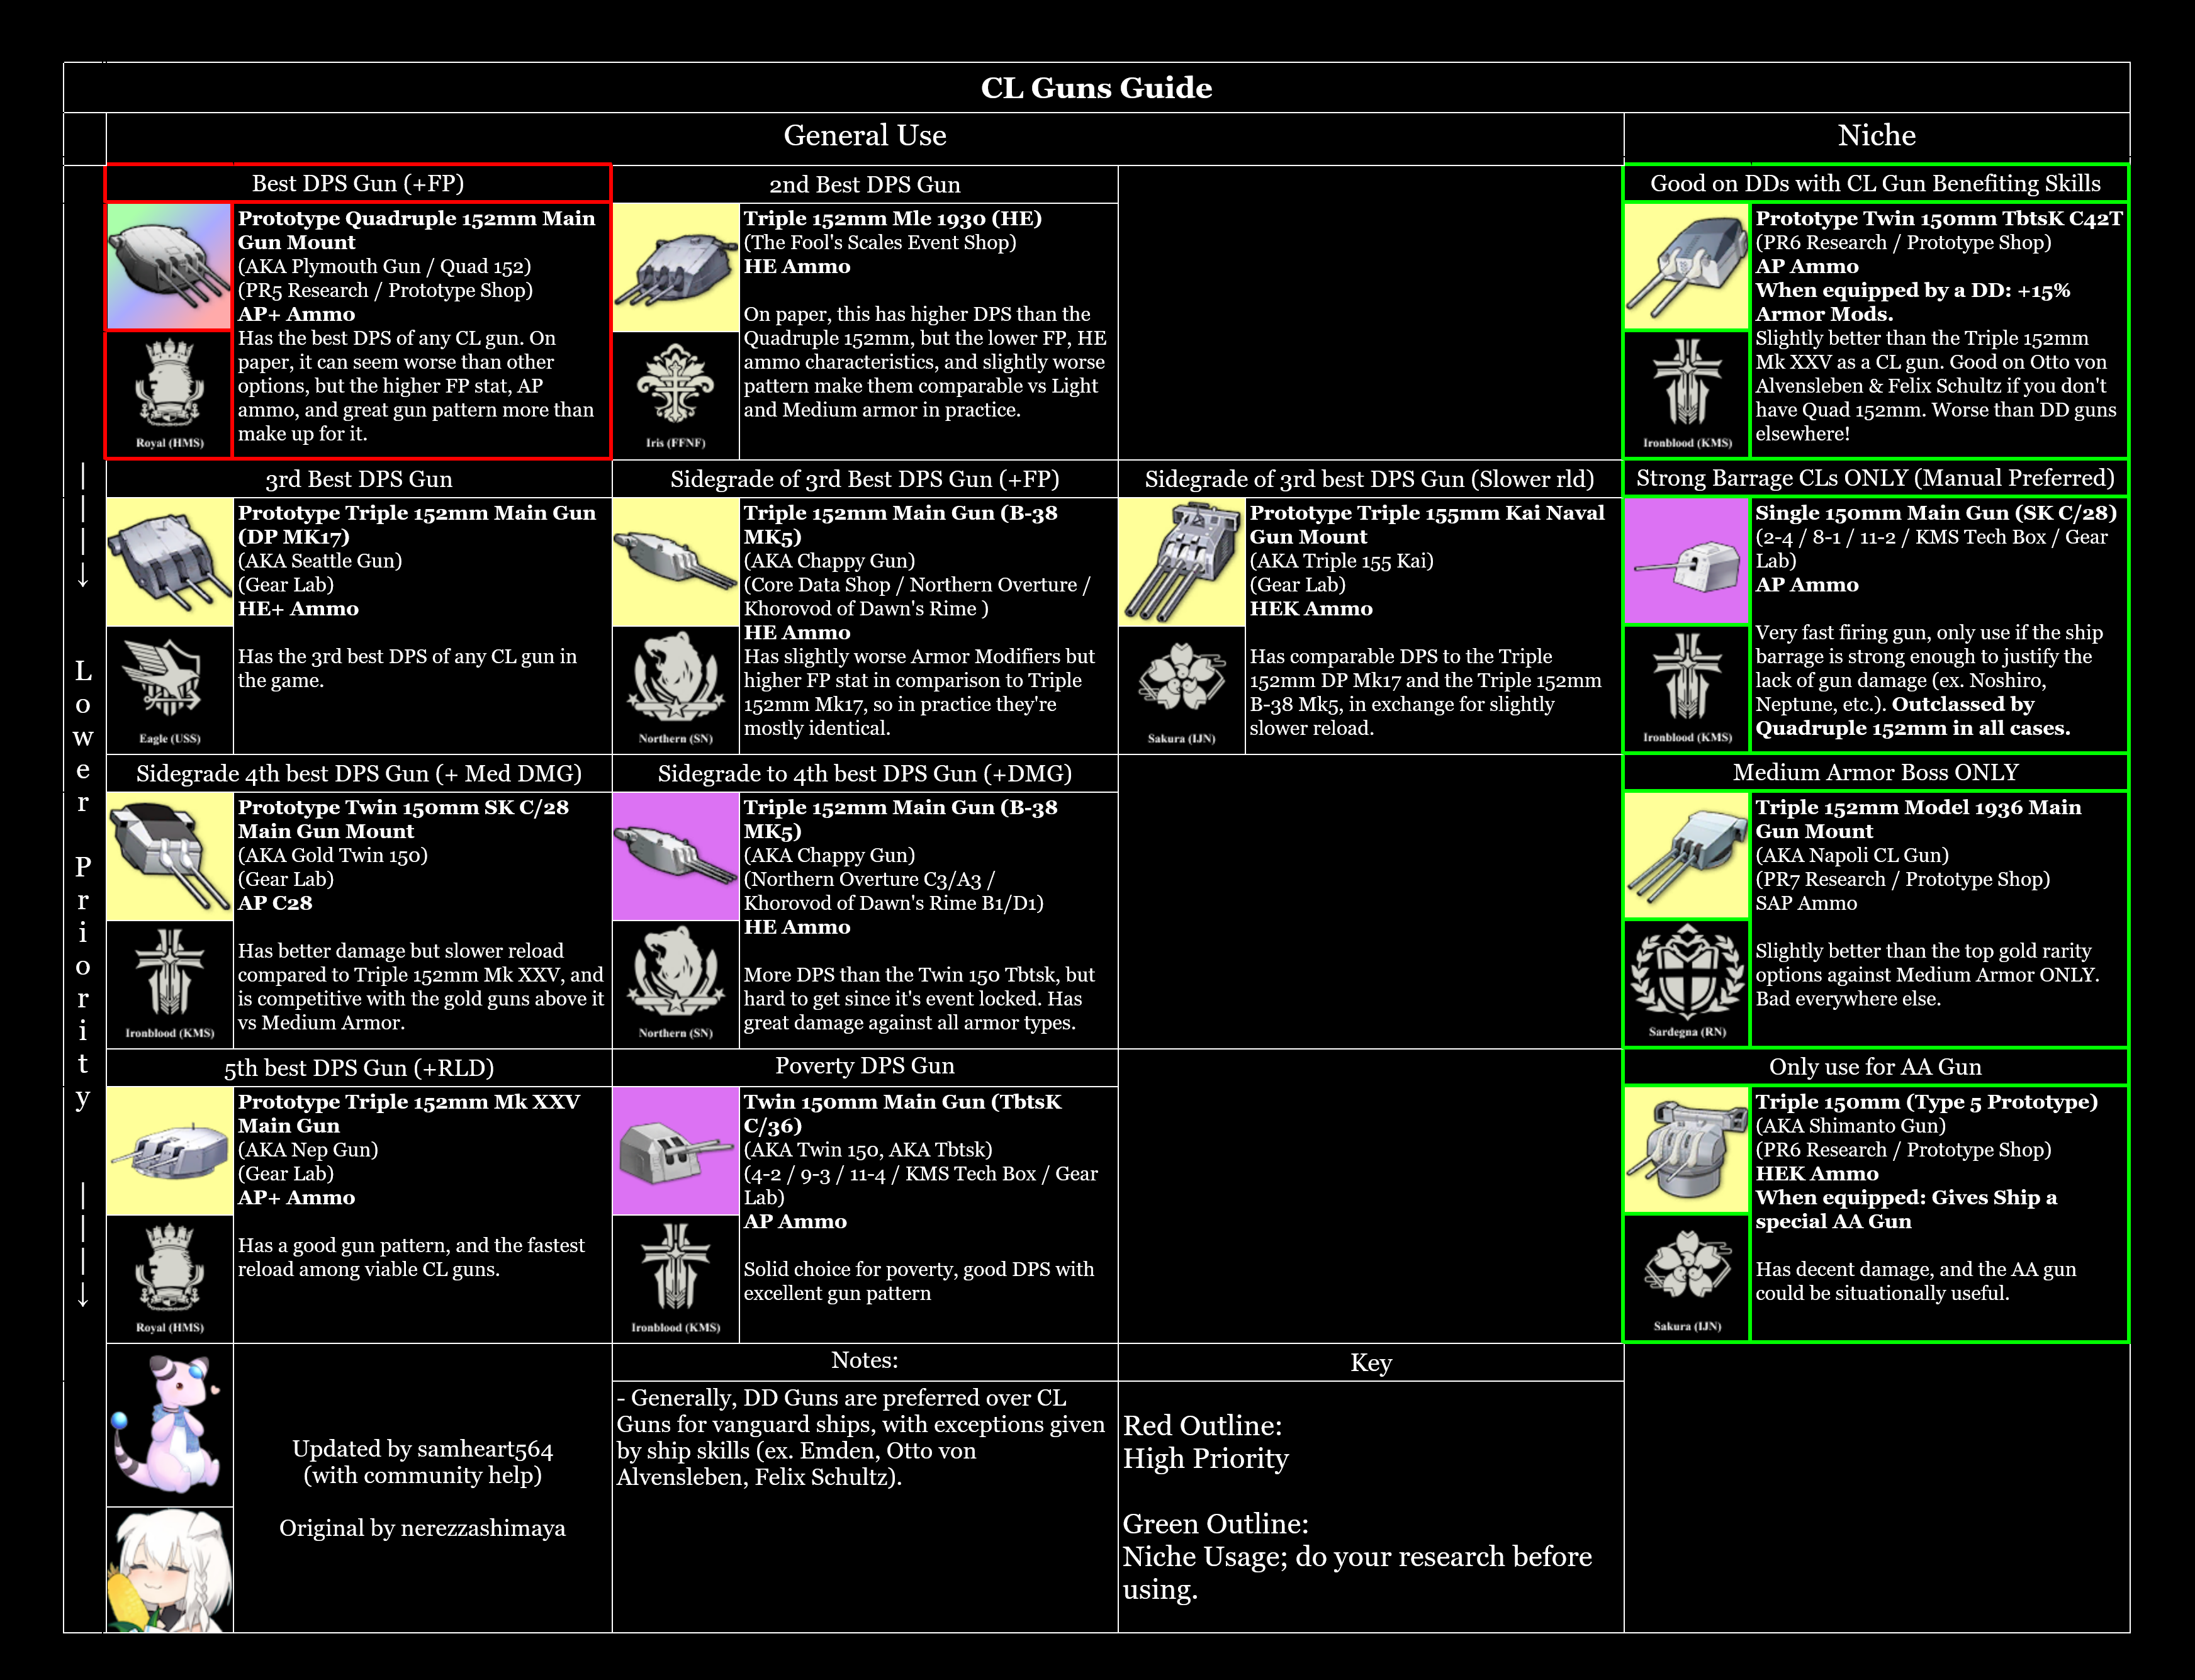 CL Guns Guide
General Use
Niche
Best DPS Gun (+FP)
Prototype Quadruple 152mm Main
Gun Mount
(AKA Plymouth Gun / Quad 152)
(PR5 Research / Prototype Shop)
AP+ Ammo
Has the best DPS of any CL gun. On
paper, it can seem worse than other
options, but the higher FP stat, AP
ammo, and great gun pattern more than
make up for it.
Royal (HMS)
2nd Best DPS Gun
Triple 152mm Mle 1930 (HE)
(The Fool's Scales Event Shop)
HE Ammo
On paper, this has higher DPS than the
Quadruple 152mm, but the lower FP, HE
ammo characteristics, and slightly worse
pattern make them comparable vs Light
and Medium armor in practice.
Iris (FFNF)
Good on DDs with CL Gun Benefiting Skills
Prototype Twin 150mm TbtsK C42T
(PR6 Research / Prototype Shop)
AP Ammo
When equipped by a DD: +15%
Armor Mods.
Slightly better than the Triple 152mm
Mk XXV as a CL gun. Good on Otto von
Alvensleben & Felix Schultz if you don't
have Quad 152mm. Worse than DD guns
elsewhere!
Ironblood (KMS)
3rd Best DPS Gun
Prototype Triple 152mm Main Gun
(DP MK17)
(AKA Seattle Gun)
(Gear Lab)
HE+ Ammo
Has the 3rd best DPS of any CL gun in
the game.
Eagle (USS)
Sidegrade of 3rd Best DPS Gun (+FP)
Triple 152mm Main Gun (B-38
MK5)
(AKA Chappy Gun)
(Core Data Shop / Northern Overture /
Khorovod of Dawn's Rime )
HE Ammo
Has slightly worse Armor Modifiers but
higher FP stat in comparison to Triple
152mm Mk17, so in practice they're
mostly identical.
Northern (SN)
Sidegrade of 3rd best DPS Gun (Slower rld)
Prototype Triple 155mm Kai Naval
Gun Mount
(AKA Triple 155 Kai)
(Gear Lab)
HEK Ammo
Has comparable DPS to the Triple
152mm DP Mk17 and the Triple 152mm
B-38 Mk5, in exchange for slightly
slower reload.
Sakura (IJN)
Strong Barrage CLs ONLY (Manual Preferred)
Single 150mm Main Gun (SK C/28)
(2-4 / 8-1 / 11-2 / KMS Tech Box / Gear
Lab)
AP Ammo
Very fast firing gun, only use if the ship
barrage is strong enough to justify the
lack of gun damage (ex. Noshiro,
Neptune, etc.). Outclassed by
Quadruple 152mm in all cases.
Ironblood (KMS)
Lower Priority
Sidegrade 4th best DPS Gun (+ Med DMG)
Prototype Twin 150mm SK C/28
Main Gun Mount
(AKA Gold Twin 150)
(Gear Lab)
AP C28
Has better damage but slower reload
compared to Triple 152mm Mk XXV, and
is competitive with the gold guns above it
vs Medium Armor.
Ironblood (KMS)
Sidegrade to 4th best DPS Gun (+DMG)
Triple 152mm Main Gun (B-38
MK5)
(AKA Chappy Gun)
(Northern Overture C3/A3 /
Khorovod of Dawn's Rime B1/D1)
HE Ammo
More DPS than the Twin 150 Tbtsk, but
hard to get since it's event locked. Has
great damage against all armor types.
Northern (SN)
Medium Armor Boss ONLY
Triple 152mm Model 1936 Main
Gun Mount
(AKA Napoli CL Gun)
(PR7 Research / Prototype Shop)
SAP Ammo
Slightly better than the top gold rarity
options against Medium Armor ONLY.
Bad everywhere else.
Sardegna (RN)
5th best DPS Gun (+RLD)
Prototype Triple 152mm Mk XXV
Main Gun
(AKA Nep Gun)
(Gear Lab)
AP+ Ammo
Has a good gun pattern, and the fastest
reload among viable CL guns.
Royal (HMS)
Poverty DPS Gun
Twin 150mm Main Gun (TbtsK
C/36)
(AKA Twin 150, AKA Tbtsk)
(4-2 / 9-3 / 11-4 / KMS Tech Box / Gear
Lab)
AP Ammo
Solid choice for poverty, good DPS with
excellent gun pattern
Ironblood (KMS)
Only use for AA Gun
Triple 150mm (Type 5 Prototype)
(AKA Shimanto Gun)
(PR6 Research / Prototype Shop)
HEK Ammo
When equipped: Gives Ship a
special AA Gun
Has decent damage, and the AA gun
could be situationally useful.
Sakura (IJN)
Updated by samheart564
(with community help)
Original by nerezzashimaya
Notes:
- Generally, DD Guns are preferred over CL
Guns for vanguard ships, with exceptions given
by ship skills (ex. Emden, Otto von
Alvensleben, Felix Schultz).
Key
Red Outline:
High Priority
Green Outline:
Niche Usage; do your research before
using.